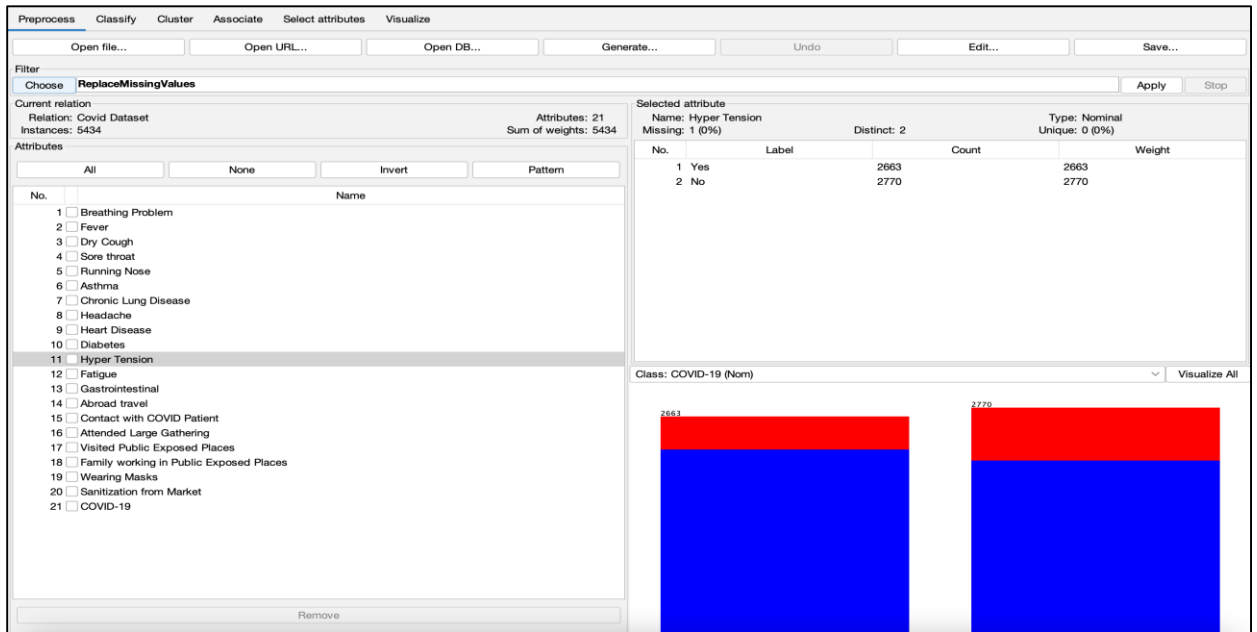 Preprocess Classify Cluster Associate Select attributes Visualize
Open file... Open URL... Open DB... Generate... Undo Edit... Save...
Filter
Choose ReplaceMissingValues Apply Stop
Current relation
Relation: Covid Dataset Attributes: 21
Instances: 5434 Sum of weights: 5434
Attributes
All None Invert Pattern
No. Name
1 Breathing Problem
2 Fever
3 Dry Cough
4 Sore throat
5 Running Nose
6 Asthma
7 Chronic Lung Disease
8 Headache
9 Heart Disease
10 Diabetes
11 Hyper Tension
12 Fatigue
13 Gastrointestinal
14 Abroad travel
15 Contact with COVID Patient
16 Attended Large Gathering
17 Visited Public Exposed Places
18 Family working in Public Exposed Places
19 Wearing Masks
20 Sanitization from Market
21 COVID-19
Remove
Selected attribute
Name: Hyper Tension Type: Nominal
Missing: 1 (0%) Distinct: 2 Unique: 0 (0%)
No. Label Count Weight
1 Yes 2663 2663
2 No 2770 2770
Class: COVID-19 (Nom) Visualize All
2663 2770